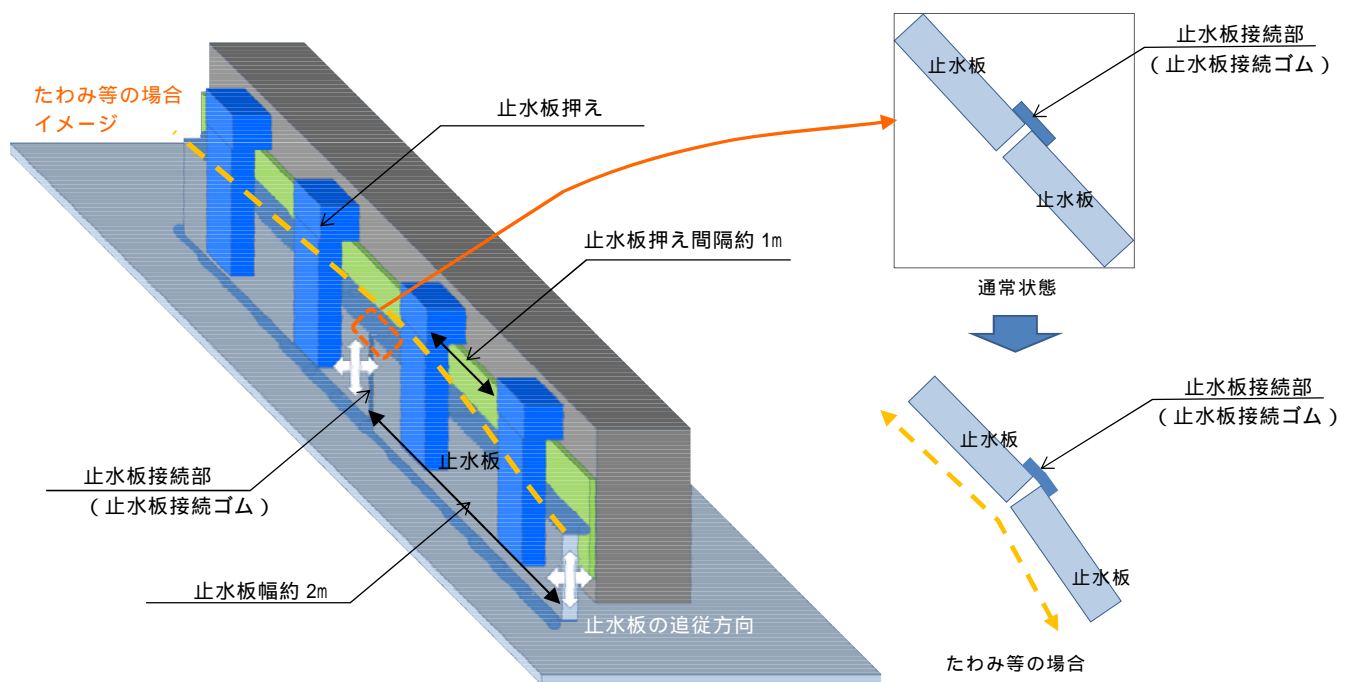 たわみ等の場合
イメージ
止水板押え
止水板押え間隔約 1m
止水板
止水板接続部
（止水板接続ゴム）
止水板幅約 2m
止水板の追従方向
止水板
止水板
止水板接続部
（止水板接続ゴム）
通常状態
止水板
止水板
止水板接続部
（止水板接続ゴム）
たわみ等の場合